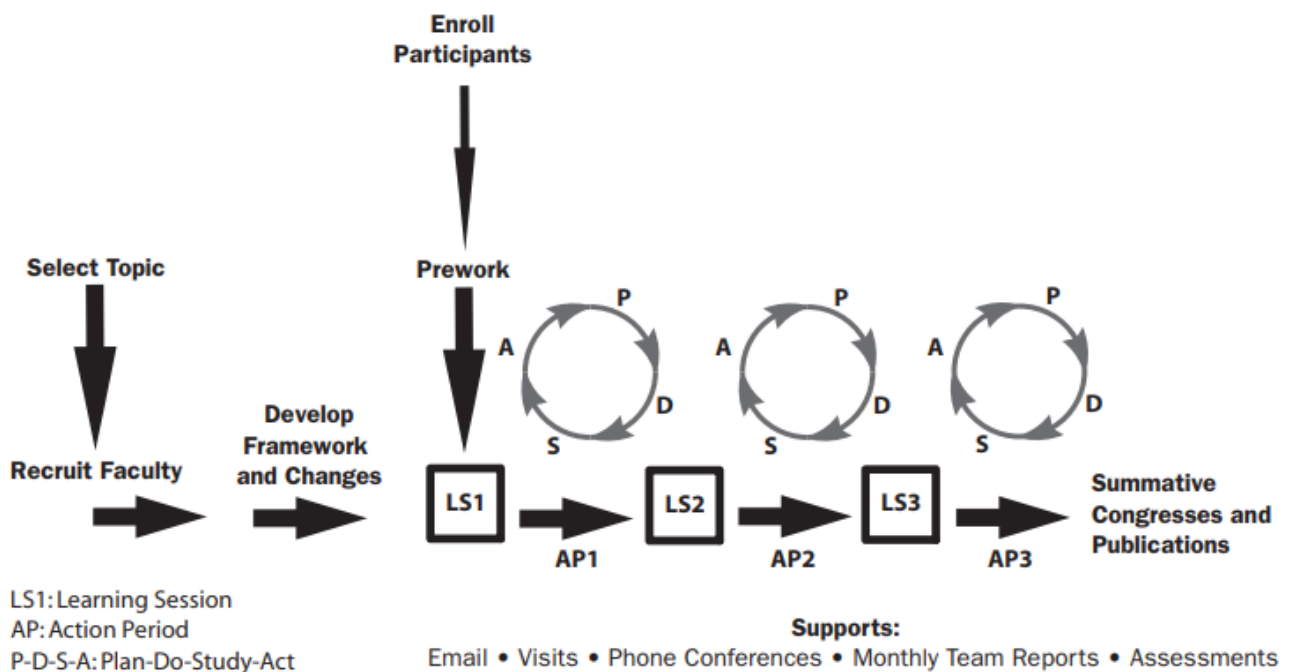 Enroll
Participants
Select Topic
Prework
P
A
D
S
P
A
D
S
P
A
D
S
Recruit Faculty
Develop
Framework
and Changes
LS1
LS2
LS3
AP1
AP2
AP3
Summative
Congresses and
Publications
LS1: Learning Session
AP: Action Period
P-D-S-A: Plan-Do-Study-Act
Supports:
Email • Visits • Phone Conferences • Monthly Team Reports • Assessments